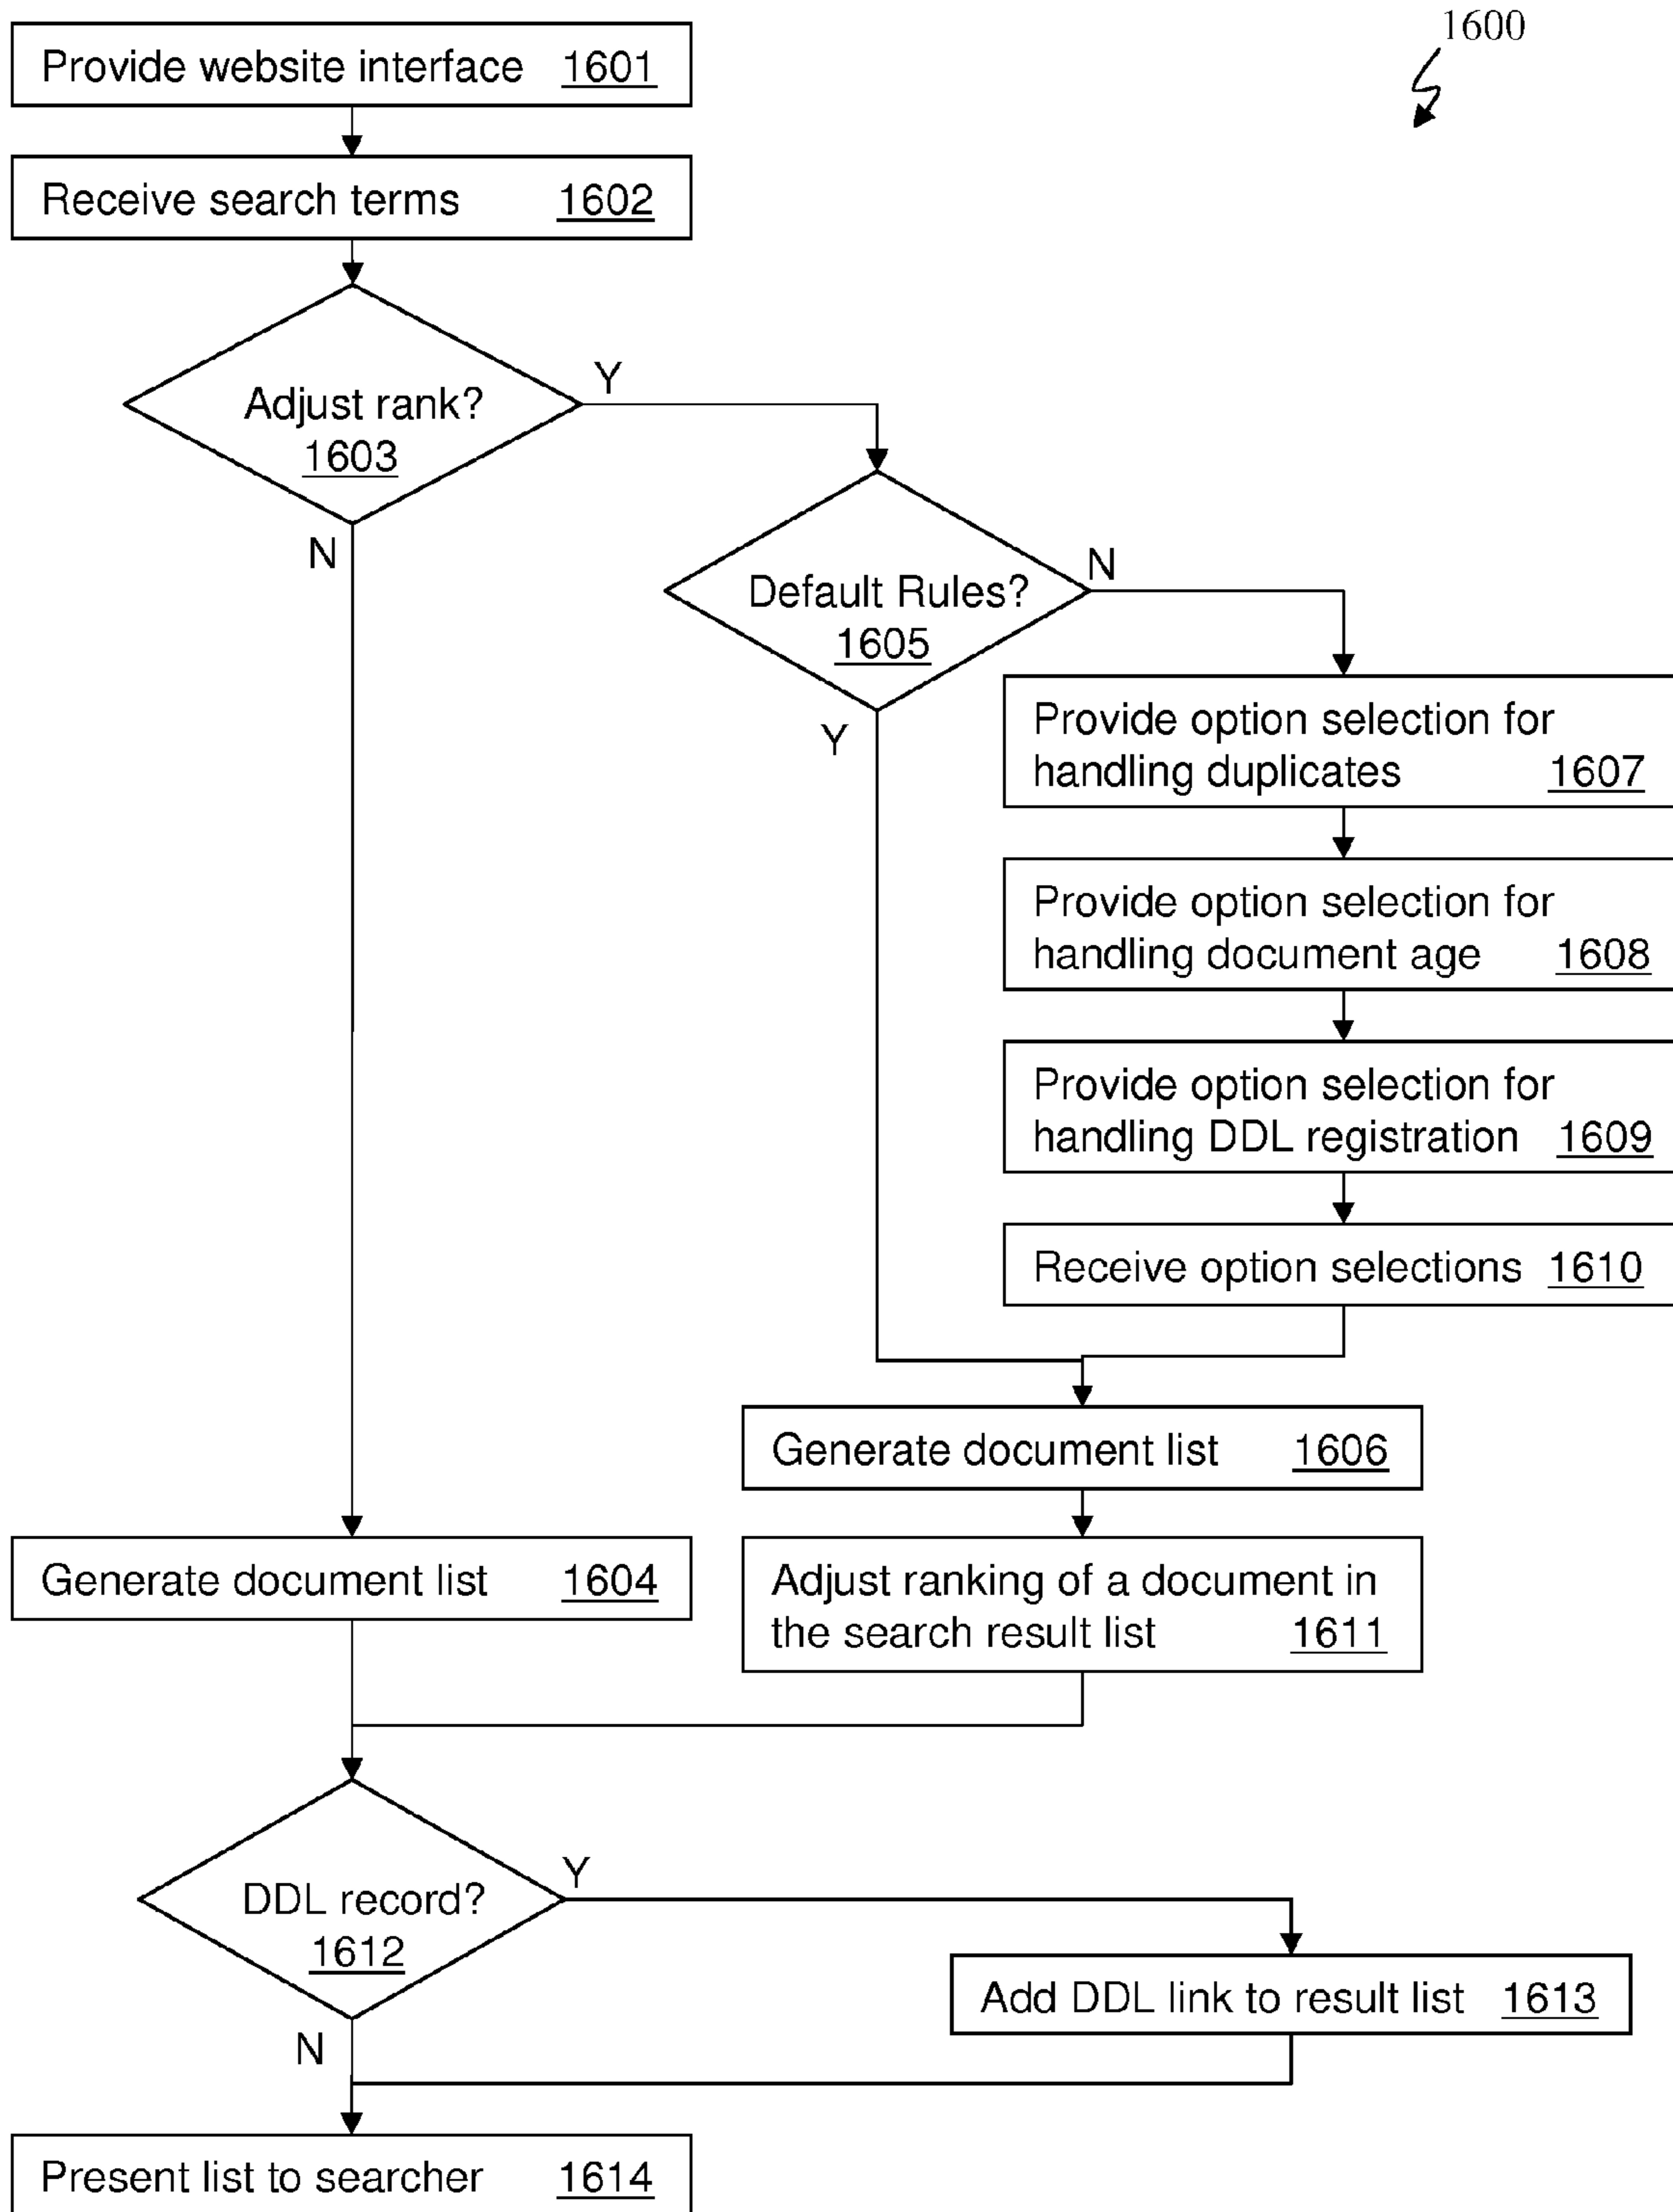 1600
Provide website interface 1601
Receive search terms 1602
Adjust rank?
1603
Y
N
Default Rules?
1605
N
Y
Provide option selection for
handling duplicates 1607
Provide option selection for
handling document age 1608
Provide option selection for
handling DDL registration 1609
Receive option selections 1610
Generate document list 1606
Generate document list 1604
Adjust ranking of a document in
the search result list 1611
DDL record?
1612
Y
N
Add DDL link to result list 1613
Present list to searcher 1614